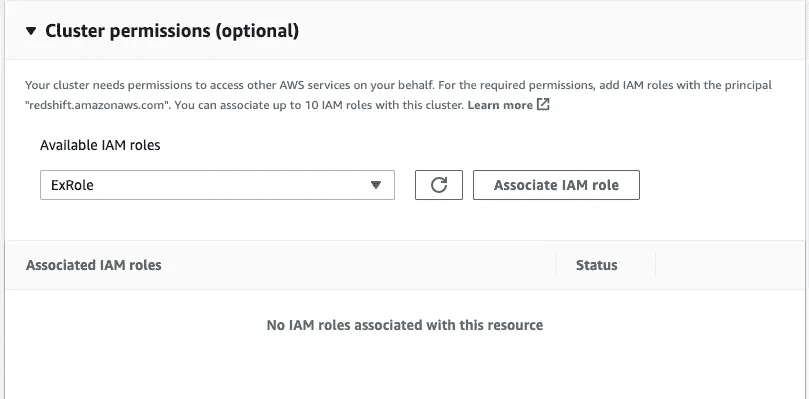 Cluster permissions (optional)
Your cluster needs permissions to access other AWS services on your behalf. For the required permissions, add IAM roles with the principal
"redshift.amazonaws.com". You can associate up to 10 IAM roles with this cluster. Learn more
Available IAM roles
ExRole
Associate IAM role
Associated IAM roles
Status
No IAM roles associated with this resource